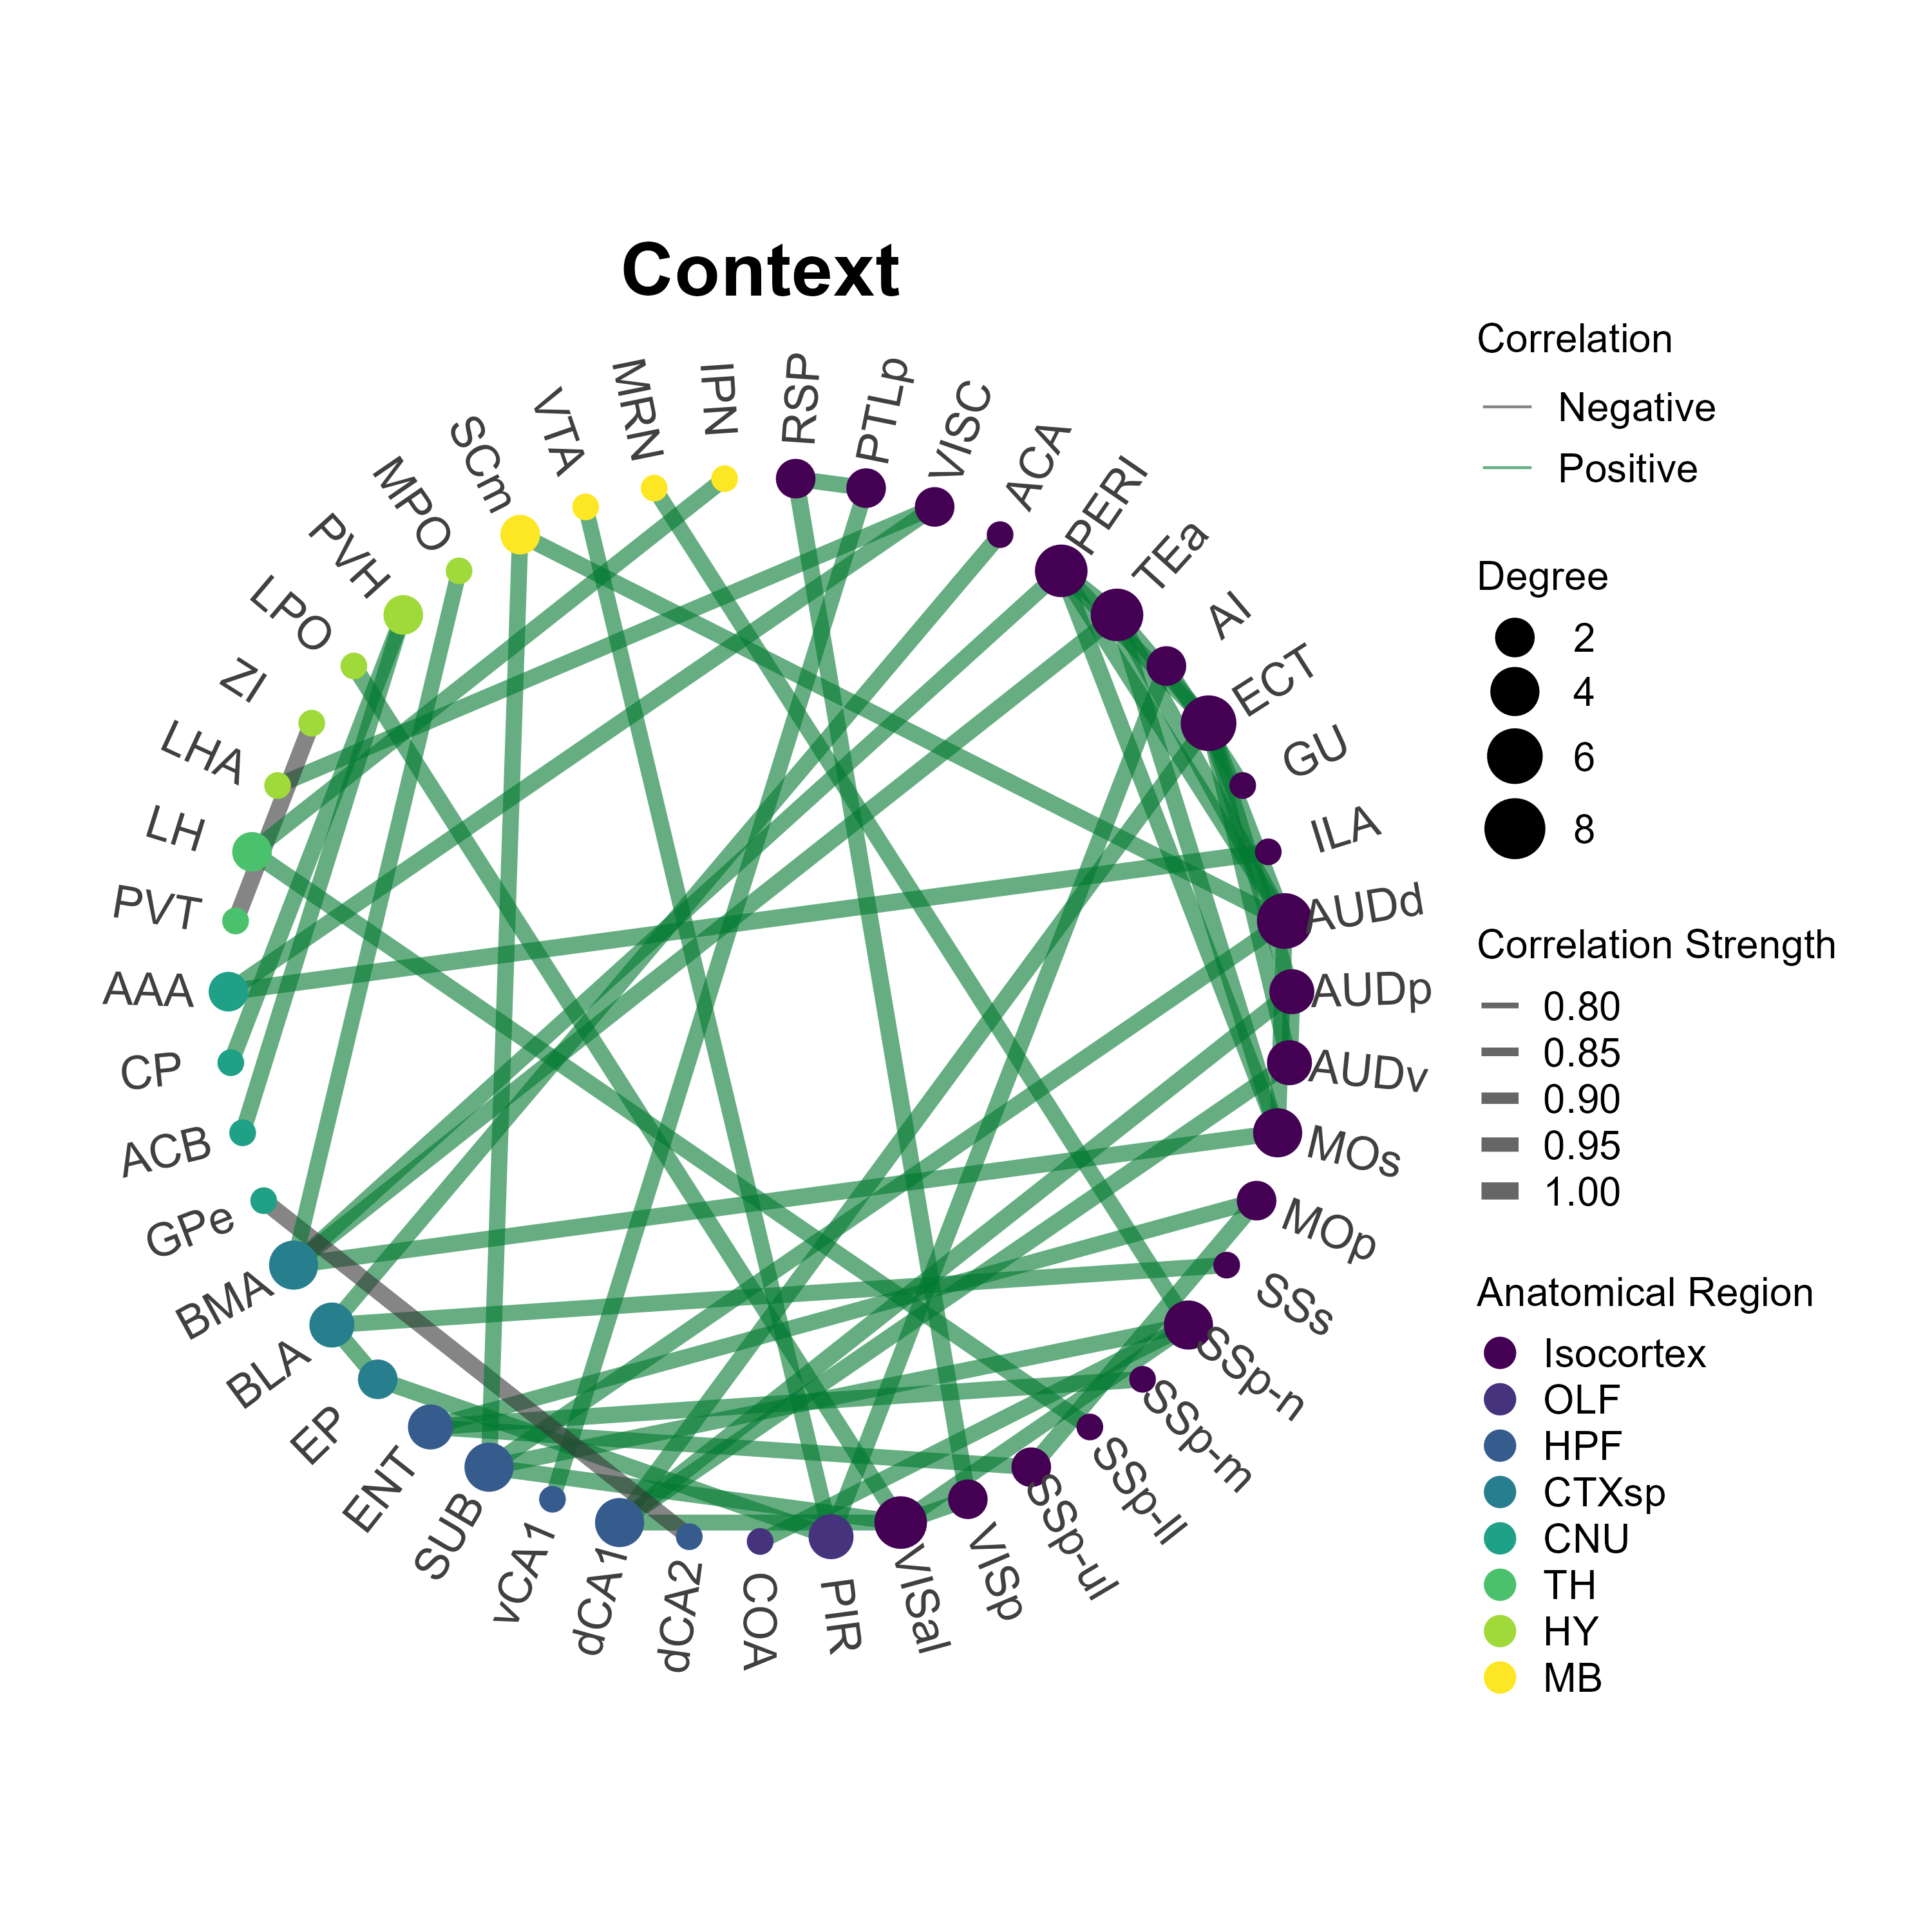 Context
RSP
PTLp
VISC
ACA
PERI
TEa
AI
ECT
GU
ILA
AUDd
AUDp
AUDv
MOs
MOp
SSs
SSp-n
SSp-m
SSp-ll
SSp-ul
VISp
VISal
PIR
COA
dCA2
dCA1
vCA1
SUB
ENT
EP
BLA
BMA
GPe
ACB
CP
AAA
PVT
LH
LHA
ZI
LPO
PVH
MPO
SCm
VTA
MRN
IPN
Correlation
Negative
Positive
Degree
2
4
6
8
Correlation Strength
0.80
0.85
0.90
0.95
1.00
Anatomical Region
Isocortex
OLF
HPF
CTXsp
CNU
TH
HY
MB